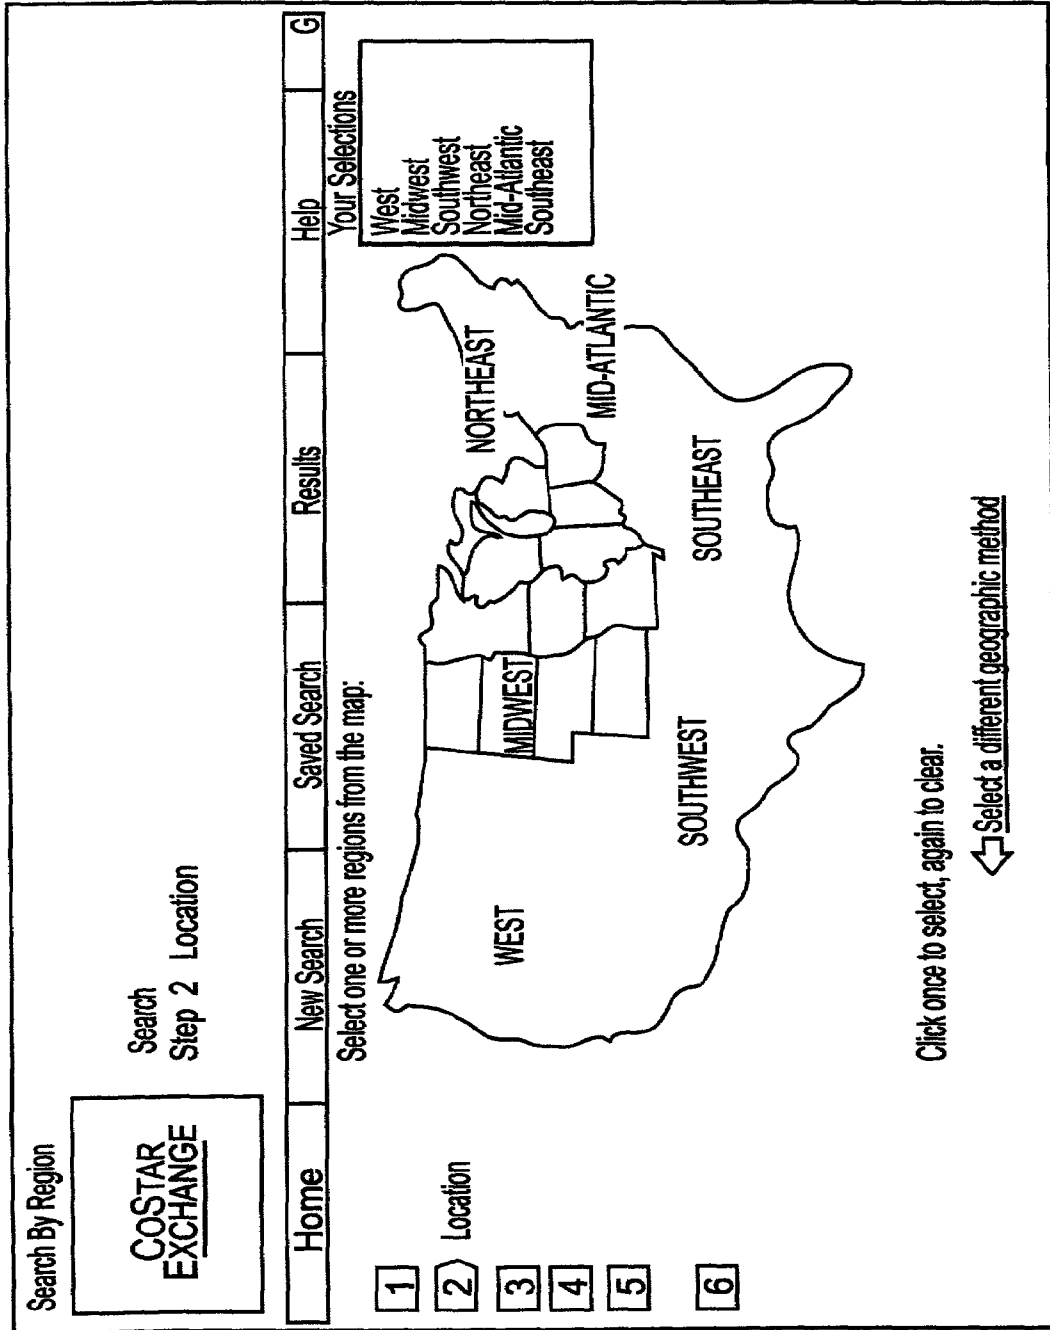 Search By Region
COSTAR
EXCHANGE
Search
Step 2 Location
Home
New Search
Saved Search
Results
Help
G
Select one or more regions from the map:
Your Selections
West
Midwest
Southwest
Northeast
Mid-Atlantic
Southeast
1
2 Location
3
4
5
6
WEST
MIDWEST
NORTHEAST
MID-ATLANTIC
SOUTHWEST
SOUTHEAST
Click once to select, again to clear.
Select a different geographic method